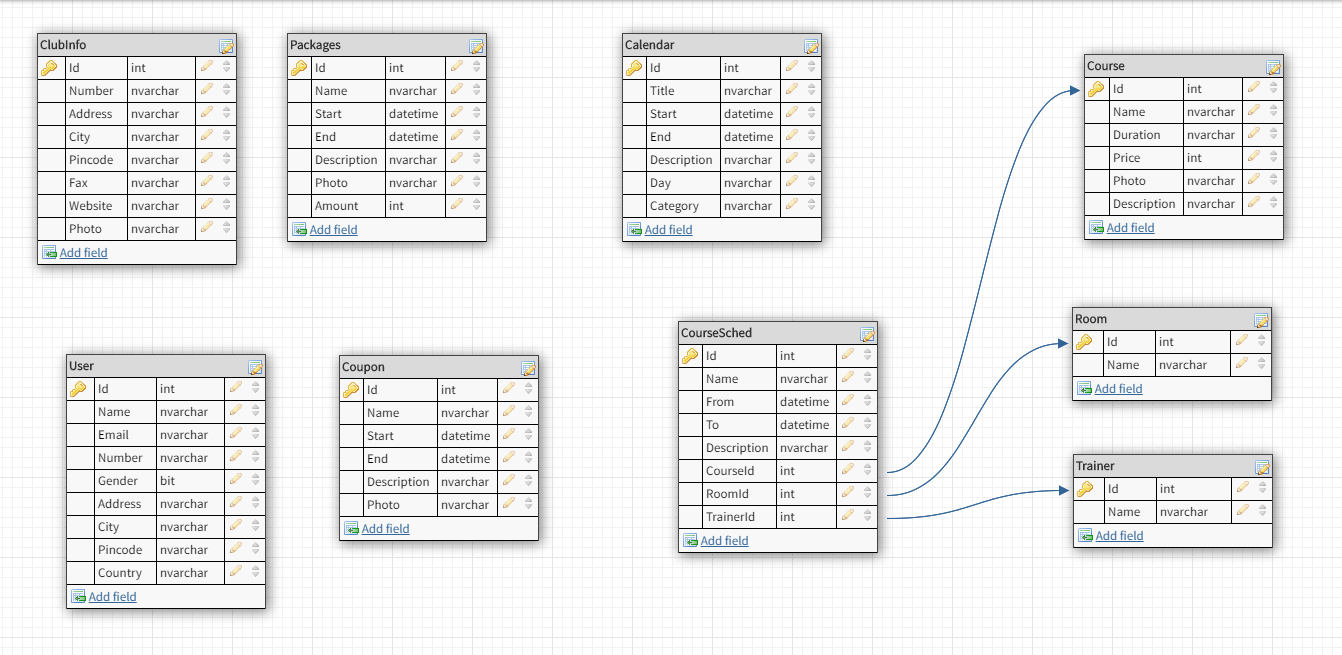 ClubInfo
Id int
Number nvarchar
Address nvarchar
City nvarchar
Pincode nvarchar
Fax nvarchar
Website nvarchar
Photo nvarchar
Add field
Packages
Id int
Name nvarchar
Start datetime
End datetime
Description nvarchar
Photo nvarchar
Amount int
Add field
Calendar
Id int
Title nvarchar
Start datetime
End datetime
Description nvarchar
Day nvarchar
Category nvarchar
Add field
Course
Id int
Name nvarchar
Duration nvarchar
Price int
Photo nvarchar
Description nvarchar
Add field
User
Id int
Name nvarchar
Email nvarchar
Number nvarchar
Gender bit
Address nvarchar
City nvarchar
Pincode nvarchar
Country nvarchar
Add field
Coupon
Id int
Name nvarchar
Start datetime
End datetime
Description nvarchar
Photo nvarchar
Add field
CourseSched
Id int
Name nvarchar
From datetime
To datetime
Description nvarchar
CourseId int
RoomId int
TrainerId int
Add field
Room
Id int
Name nvarchar
Add field
Trainer
Id int
Name nvarchar
Add field